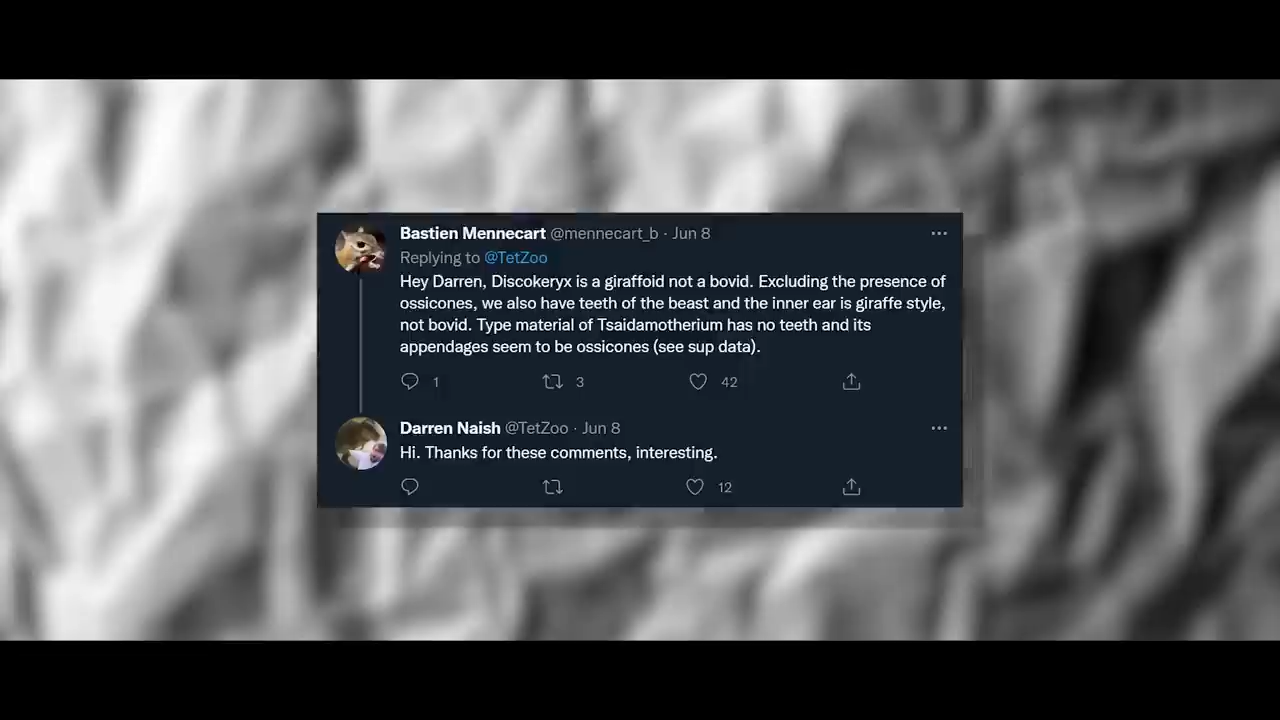 Bastien Mennecart @mennecart_b · Jun 8
Replying to @TetZoo
Hey Darren, Discokeryx is a giraffoid not a bovid. Excluding the presence of
ossicones, we also have teeth of the beast and the inner ear is giraffe style,
not bovid. Type material of Tsaidamotherium has no teeth and its
appendages seem to be ossicones (see sup data).
1 3 42
Darren Naish @TetZoo · Jun 8
Hi. Thanks for these comments, interesting.
12